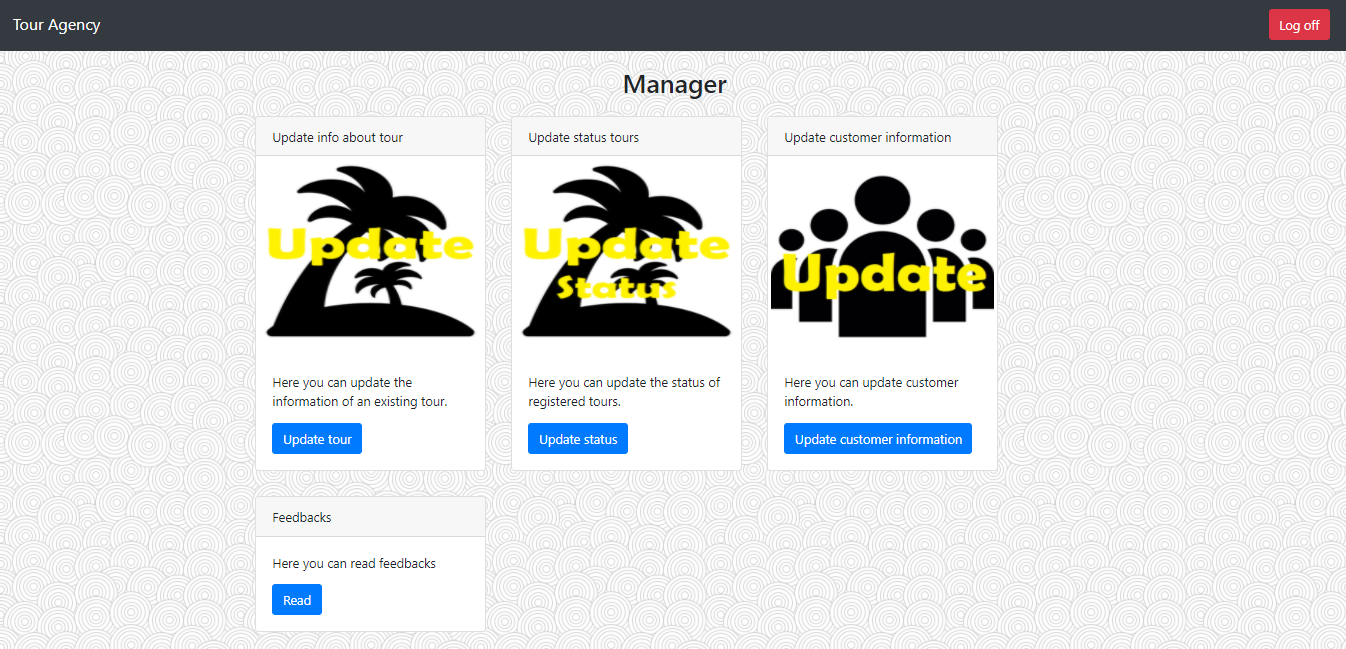 Tour Agency
Log off
Manager
Update info about tour
Update
Here you can update the
information of an existing tour.
Update tour
Update status tours
Update
Status
Here you can update the status of
registered tours.
Update status
Update customer information
Update
Here you can update customer
information.
Update customer information
Feedbacks
Here you can read feedbacks
Read